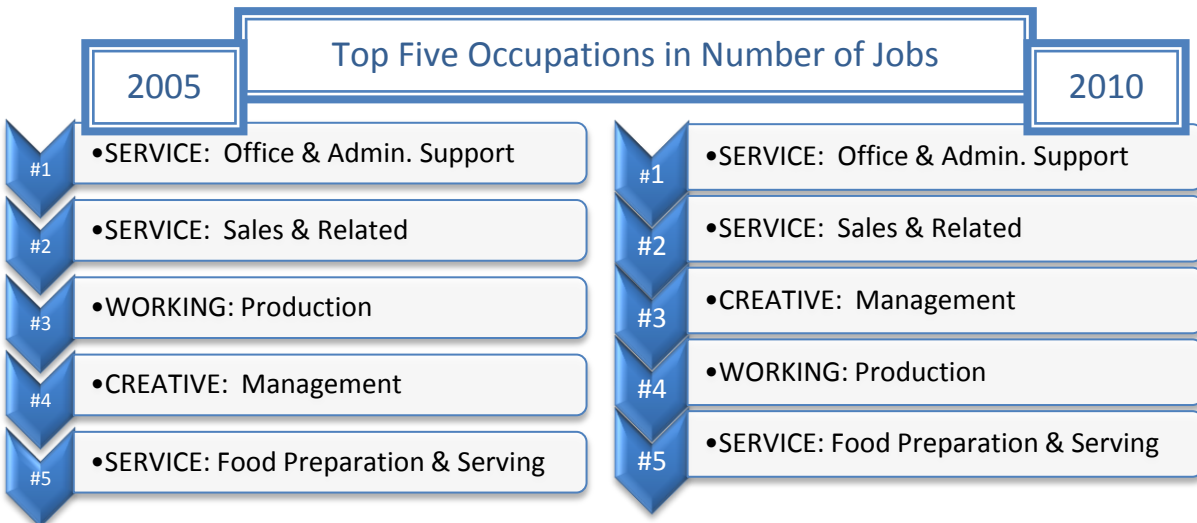 Top Five Occupations in Number of Jobs
2005
#1 •SERVICE: Office & Admin. Support
#2 •SERVICE: Sales & Related
#3 •WORKING: Production
#4 •CREATIVE: Management
#5 •SERVICE: Food Preparation & Serving
2010
#1 •SERVICE: Office & Admin. Support
#2 •SERVICE: Sales & Related
#3 •CREATIVE: Management
#4 •WORKING: Production
#5 •SERVICE: Food Preparation & Serving